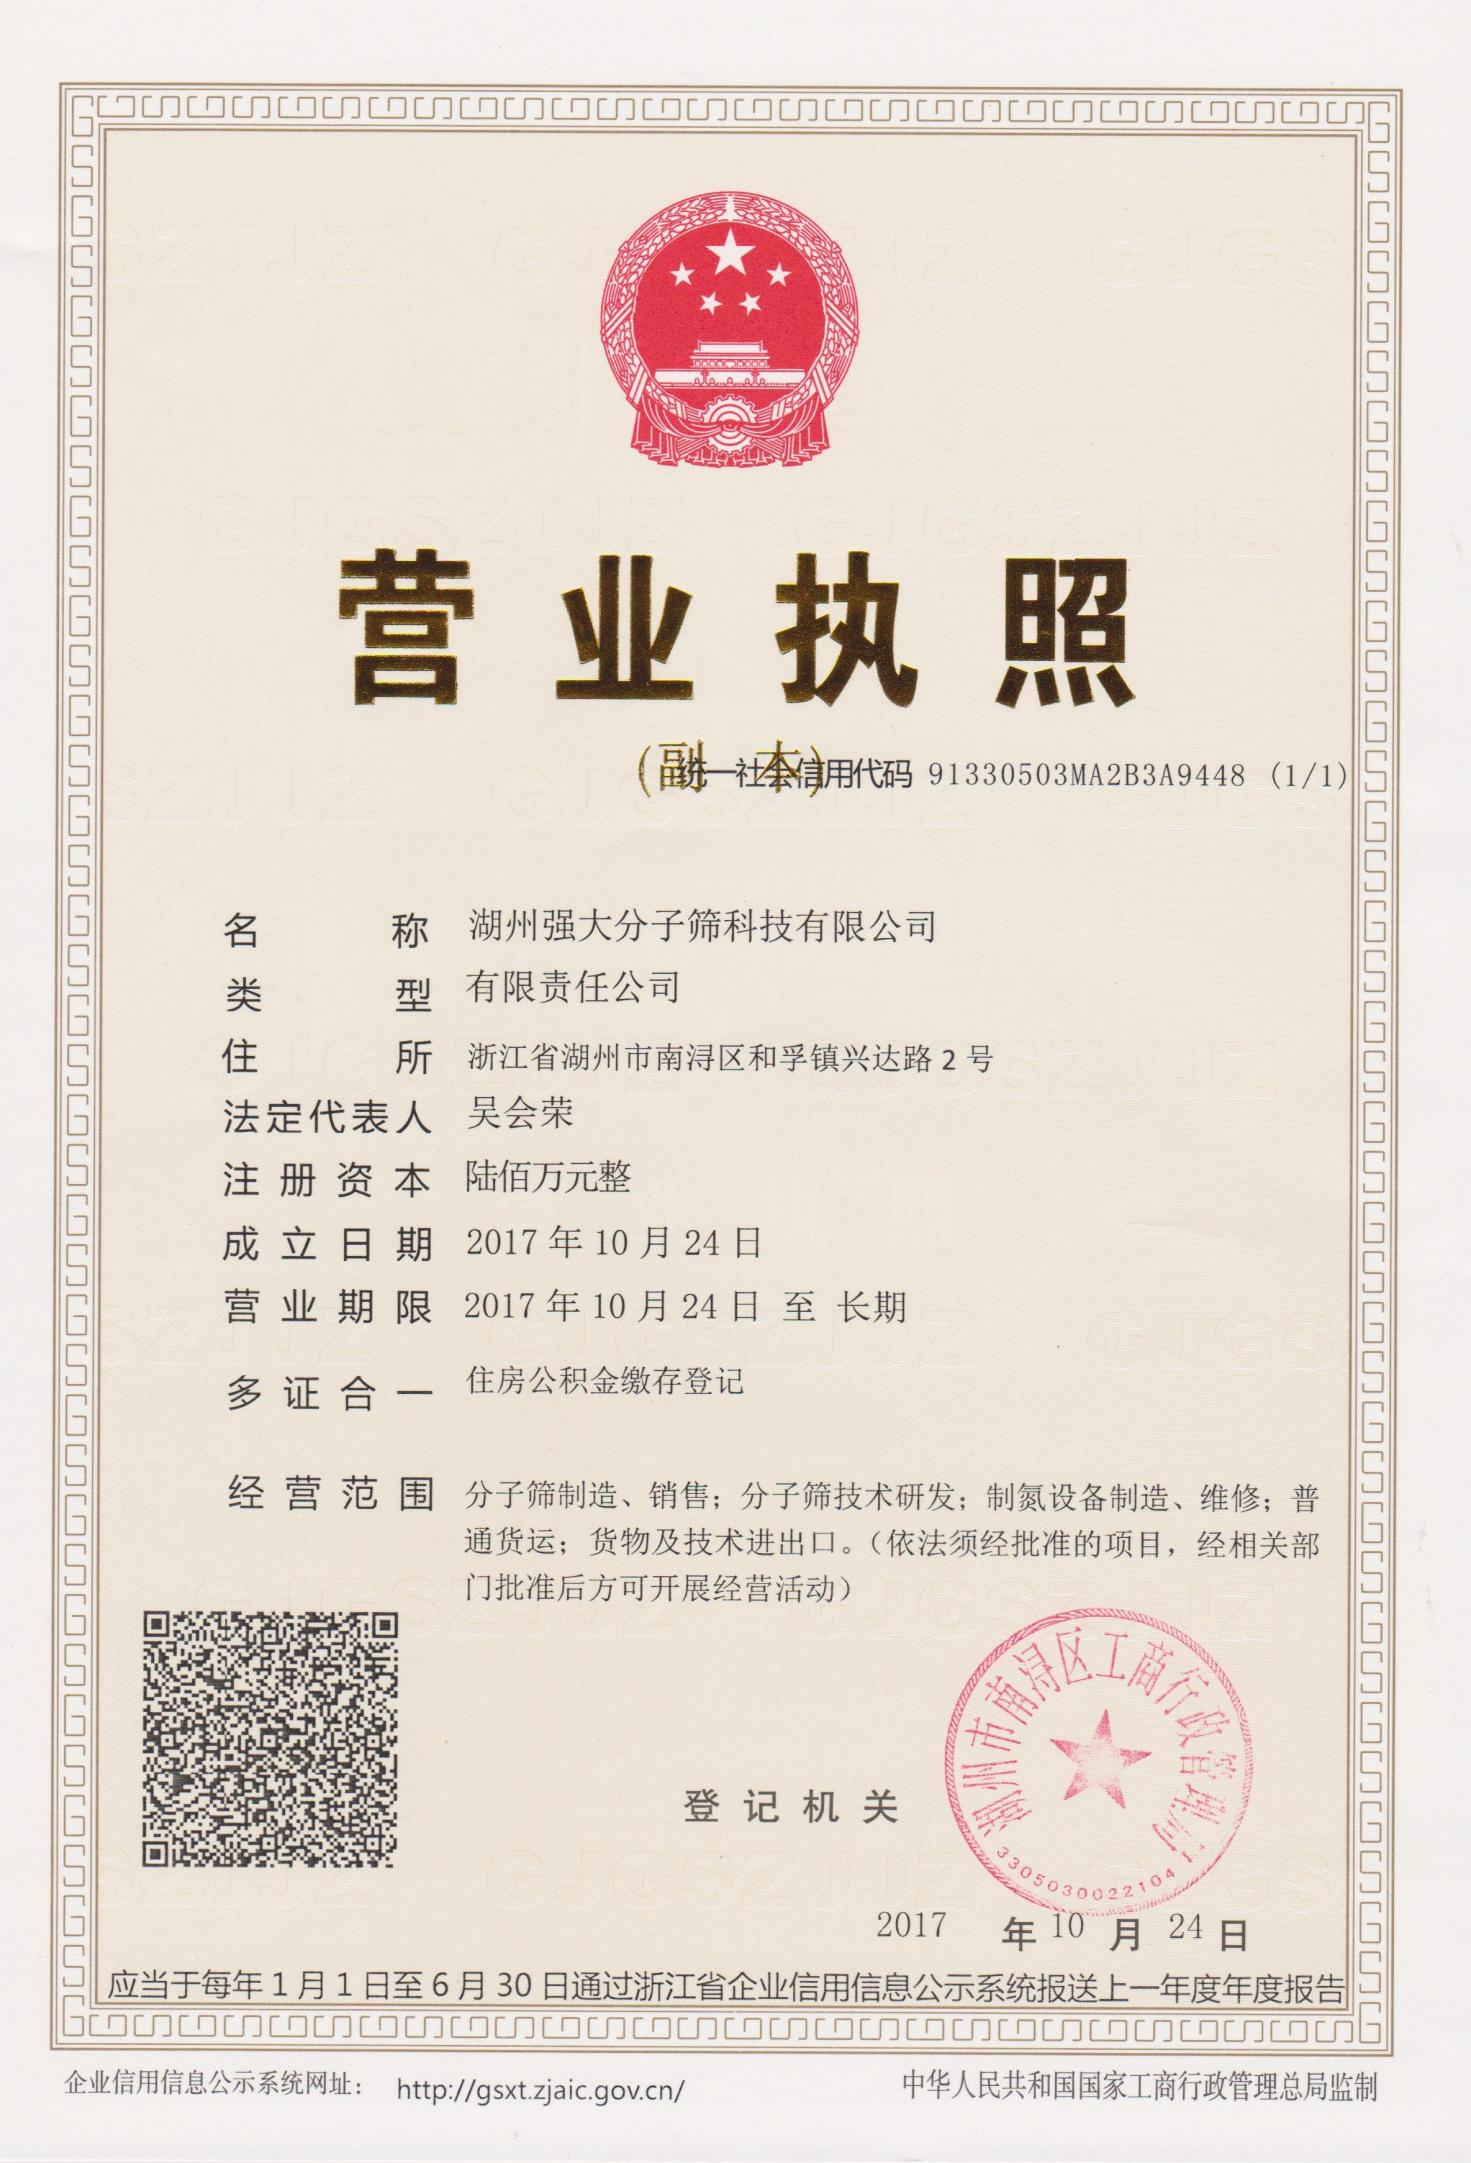 营业执照
(副 本)
统一社会信用代码 91330503MA2B3A9448 (1/1)
名 称 湖州强大分子筛科技有限公司
类 型 有限责任公司
住 所 浙江省湖州市南浔区和孚镇兴达路2号
法定代表人 吴会荣
注册资本 陆佰万元整
成立日期 2017年10月24日
营业期限 2017年10月24日 至 长期
多证合一 住房公积金缴存登记
经营范围 分子筛制造、销售；分子筛技术研发；制氮设备制造、维修；普
通货运；货物及技术进出口。（依法须经批准的项目，经相关部
门批准后方可开展经营活动）
湖州市南浔区工商行政管理局
3305030022104
登记机关
2017 年 10 月 24 日
应当于每年1月1日至6月30日通过浙江省企业信用信息公示系统报送上一年度年度报告
企业信用信息公示系统网址： http://gsxt.zjaic.gov.cn/
中华人民共和国国家工商行政管理总局监制